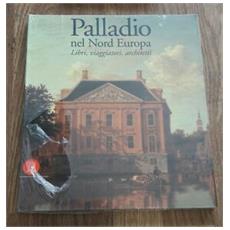 Palladio
nel Nord Europa
Libri, viaggiatori, architetti